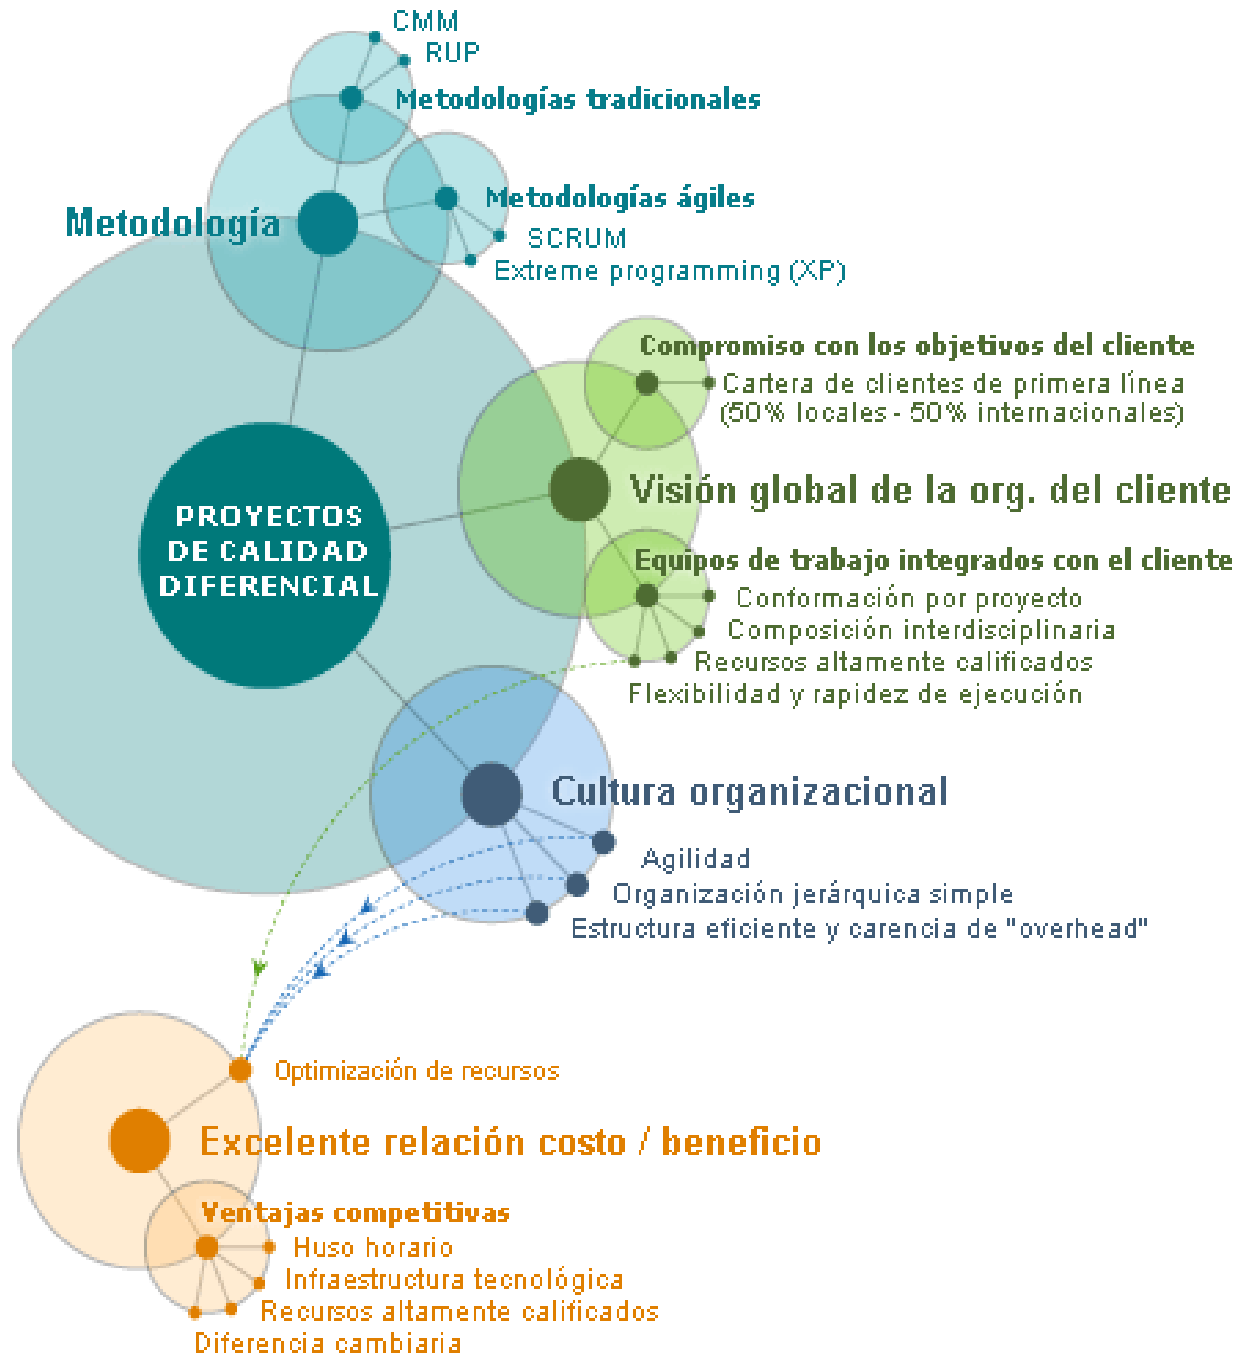 CMM
RUP
Metodologías tradicionales
Metodologías ágiles
Metodología
SCRUM
Extreme programming (XP)
Compromiso con los objetivos del cliente
Cartera de clientes de primera línea
(50% locales - 50% internacionales)
Visión global de la org. del cliente
PROYECTOS
DE CALIDAD
DIFERENCIAL
Equipos de trabajo integrados con el cliente
Conformación por proyecto
Composición interdisciplinaria
Recursos altamente calificados
Flexibilidad y rapidez de ejecución
Cultura organizacional
Agilidad
Organización jerárquica simple
Estructura eficiente y carencia de "overhead"
Optimización de recursos
Excelente relación costo / beneficio
Ventajas competitivas
Huso horario
Infraestructura tecnológica
Recursos altamente calificados
Diferencia cambiaria